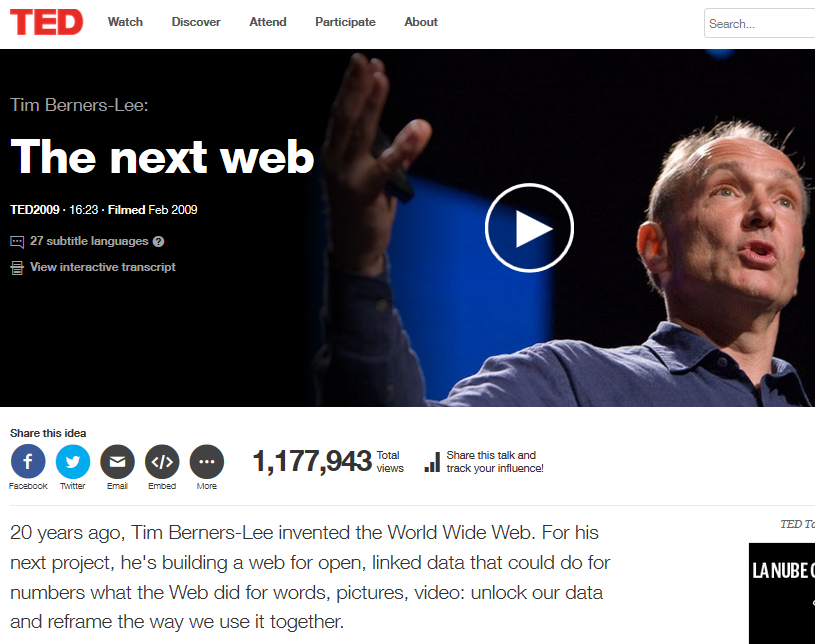 TED Watch Discover Attend Participate About Search...
Tim Berners-Lee:
The next web
TED2009 · 16:23 · Filmed Feb 2009
27 subtitle languages ?
View interactive transcript
Share this idea
f
Facebook Twitter Email Embed More
1,177,943 Total views
Share this talk and
track your influence!
20 years ago, Tim Berners-Lee invented the World Wide Web. For his
next project, he's building a web for open, linked data that could do for
numbers what the Web did for words, pictures, video: unlock our data
and reframe the way we use it together.
TED
LA NUBE